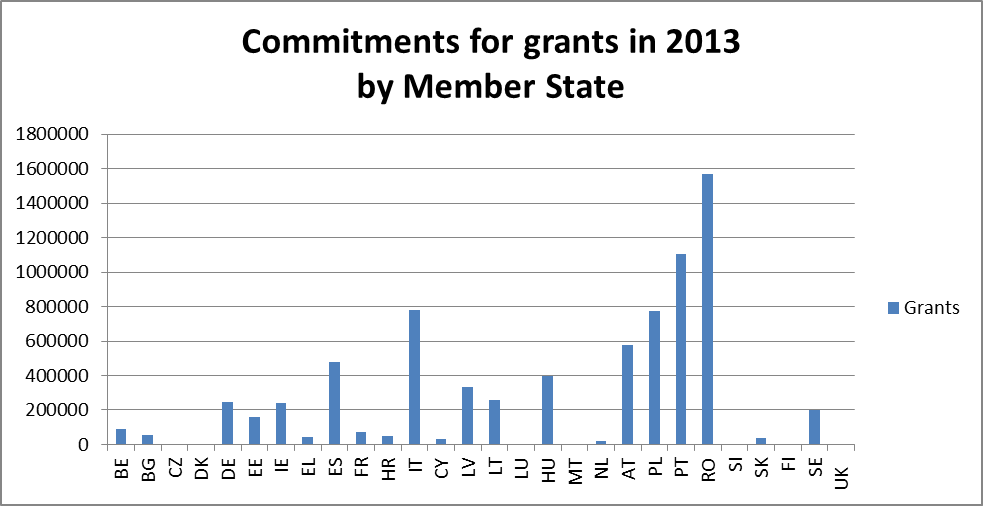 Commitments for grants in 2013
by Member State
1800000
1600000
1400000
1200000
1000000
800000
600000
400000
200000
0
BE BG CZ DK DE EE IE EL ES FR HR IT CY LV LT LU HU MT NL AT PL PT RO SI SK FI SE UK
Grants